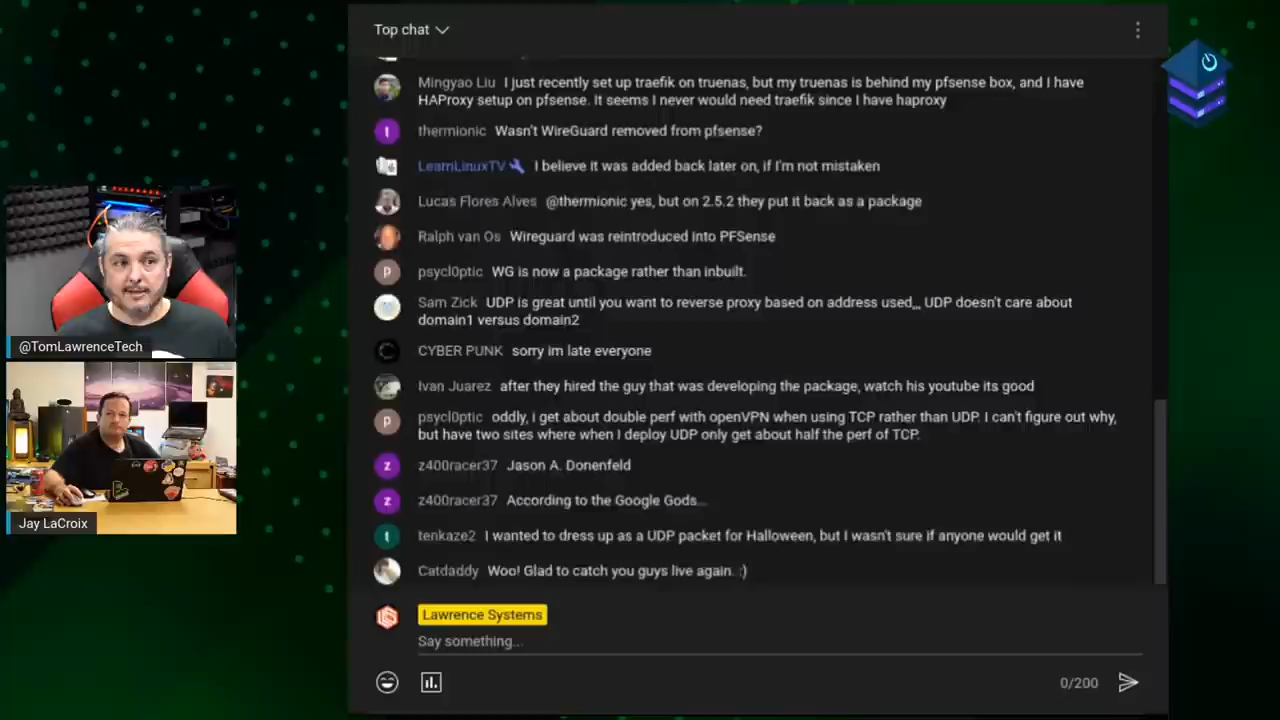 Top chat
Mingyao Liu I just recently set up traefik on truenas, but my truenas is behind my pfsense box, and I have
HAProxy setup on pfsense. It seems I never would need traefik since I have haproxy
thermionic Wasn't WireGuard removed from pfsense?
LearnLinuxTV I believe it was added back later on, if I'm not mistaken
Lucas Flores Alves @thermionic yes, but on 2.5.2 they put it back as a package
Ralph van Os Wireguard was reintroduced into PFSense
psycl0ptic WG is now a package rather than inbuilt.
Sam Zick UDP is great until you want to reverse proxy based on address used,,, UDP doesn't care about
domain1 versus domain2
CYBER PUNK sorry im late everyone
Ivan Juarez after they hired the guy that was developing the package, watch his youtube its good
psycl0ptic oddly, i get about double perf with openVPN when using TCP rather than UDP. I can't figure out why,
but have two sites where when I deploy UDP only get about half the perf of TCP.
z400racer37 Jason A. Donenfeld
z400racer37 According to the Google Gods...
tenkaze2 I wanted to dress up as a UDP packet for Halloween, but I wasn't sure if anyone would get it
Catdaddy Woo! Glad to catch you guys live again. :)
Lawrence Systems
Say something...
0/200
@TomLawrenceTech
Jay LaCroix